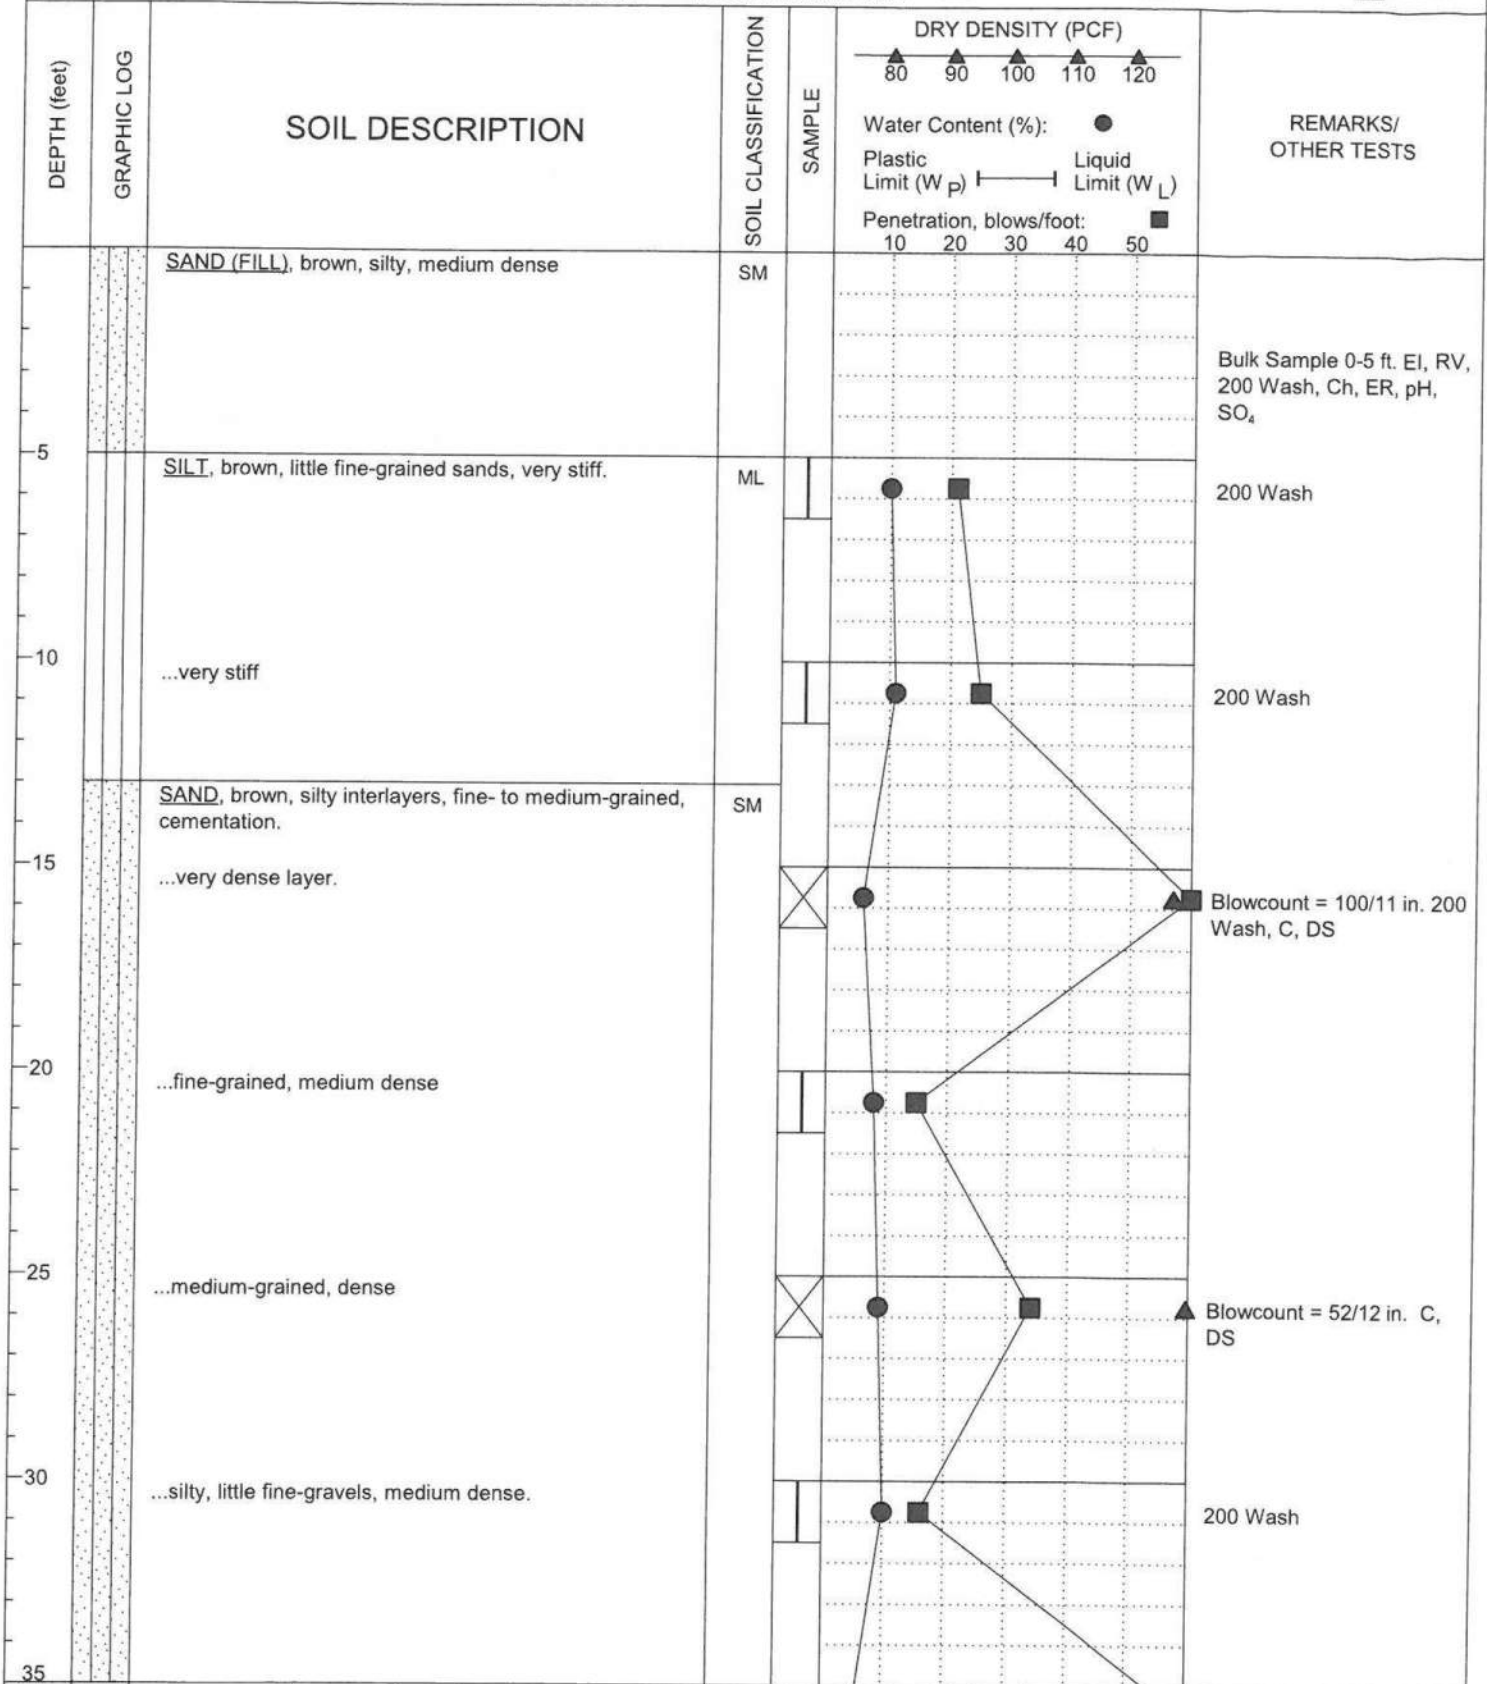 DEPTH (feet)
GRAPHIC LOG
SOIL DESCRIPTION
SOIL CLASSIFICATION
SAMPLE
DRY DENSITY (PCF)
80 90 100 110 120
Water Content (%):
Plastic Liquid
Limit (W P) Limit (W L)
Penetration, blows/foot:
10 20 30 40 50
REMARKS/
OTHER TESTS
SAND (FILL), brown, silty, medium dense
SM
Bulk Sample 0-5 ft. EI, RV,
200 Wash, Ch, ER, pH,
SO₄
5
SILT, brown, little fine-grained sands, very stiff.
ML
200 Wash
10
...very stiff
200 Wash
SAND, brown, silty interlayers, fine- to medium-grained,
cementation.
SM
15
...very dense layer.
Blowcount = 100/11 in. 200
Wash, C, DS
20
...fine-grained, medium dense
25
...medium-grained, dense
Blowcount = 52/12 in. C,
DS
30
...silty, little fine-gravels, medium dense.
200 Wash
35